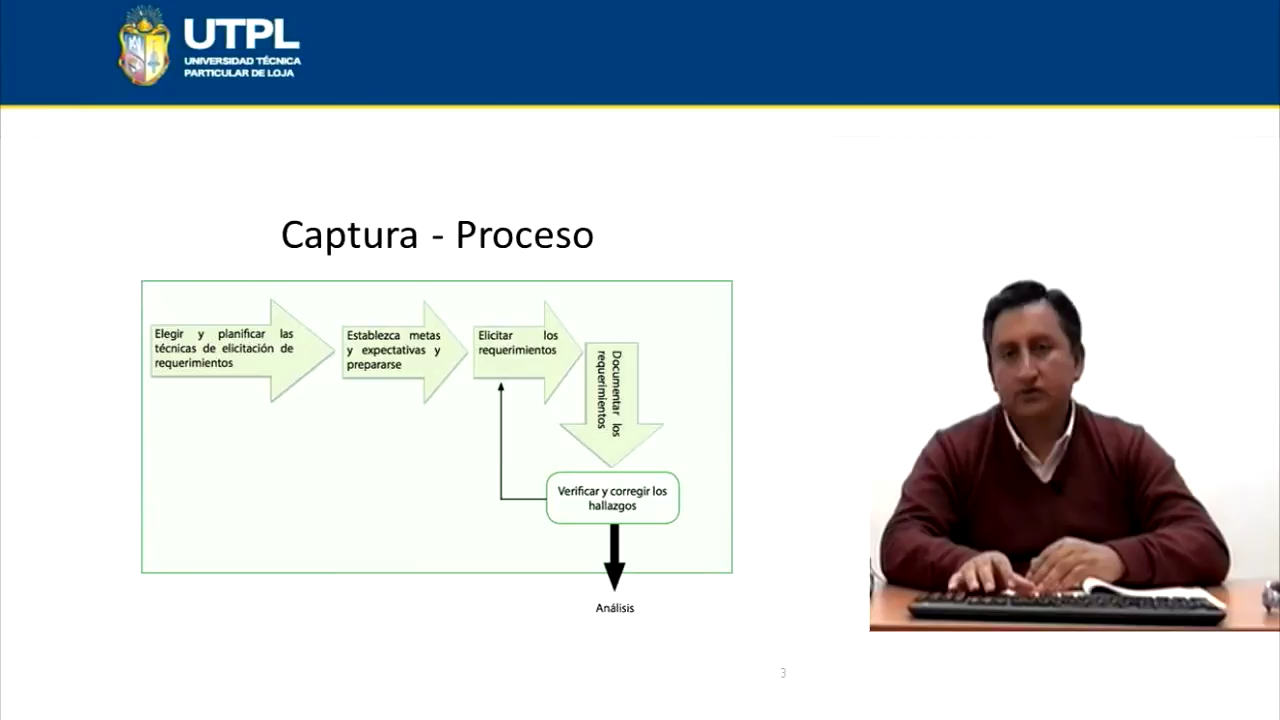 UTPL
UNIVERSIDAD TÉCNICA
PARTICULAR DE LOJA
Captura - Proceso
Elegir y planificar las
técnicas de elicitación de
requerimientos
Establezca metas
y expectativas y
prepararse
Elicitar los
requerimientos
Documentar los
requerimientos
Verificar y corregir los
hallazgos
Análisis
3